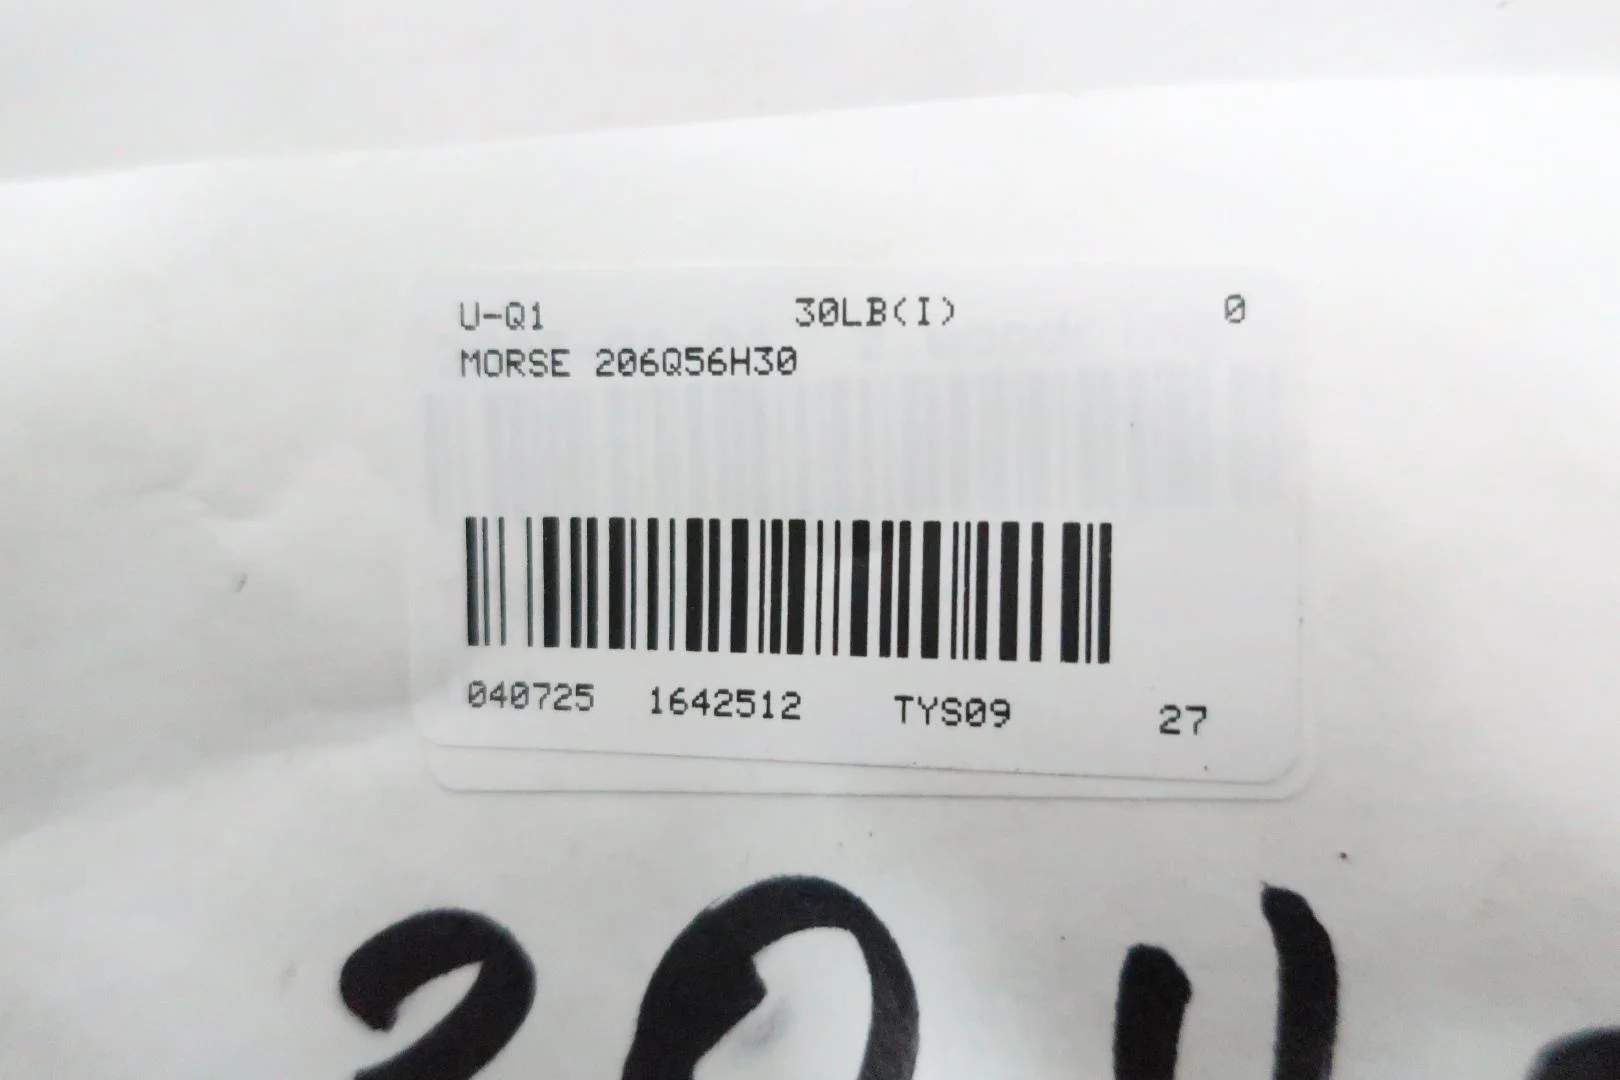 U-Q1 30LB(I) 0
MORSE 206Q56H30
040725 1642512 TYS09 27